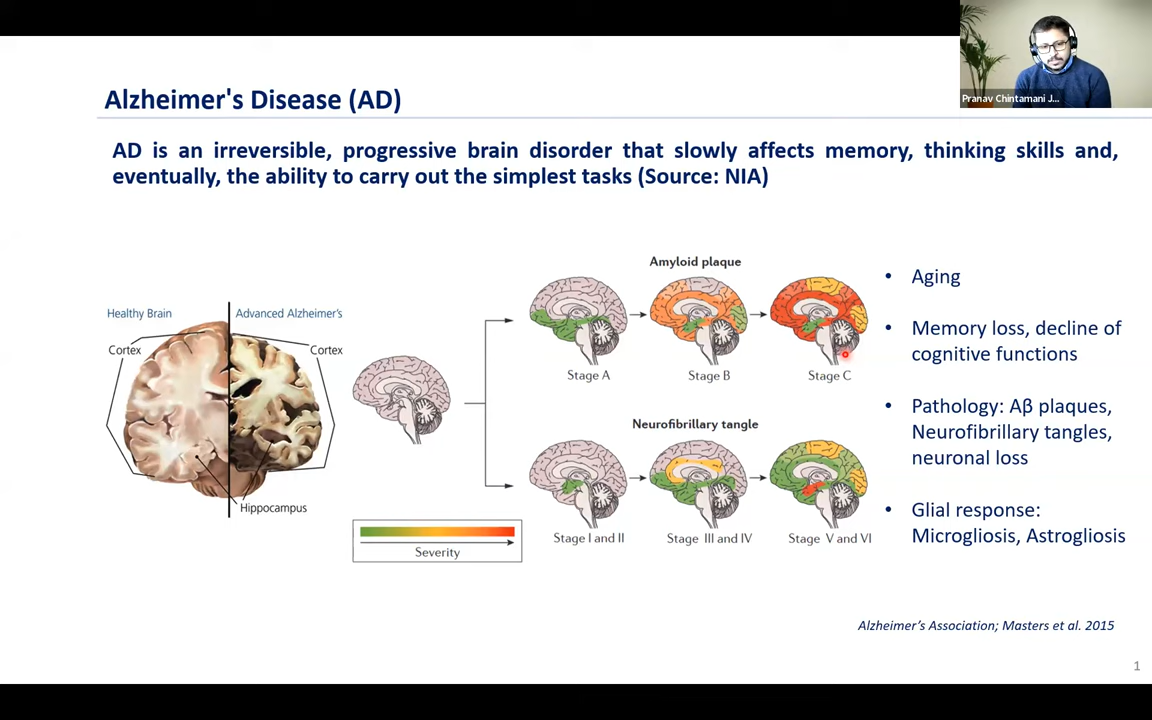 Pranav Chintamani J...
Alzheimer's Disease (AD)
AD is an irreversible, progressive brain disorder that slowly affects memory, thinking skills and,
eventually, the ability to carry out the simplest tasks (Source: NIA)
Healthy Brain
Advanced Alzheimer's
Cortex
Cortex
Hippocampus
Severity
Amyloid plaque
Stage A
Stage B
Stage C
Neurofibrillary tangle
Stage I and II
Stage III and IV
Stage V and VI
• Aging
• Memory loss, decline of
cognitive functions
• Pathology: Aβ plaques,
Neurofibrillary tangles,
neuronal loss
• Glial response:
Microgliosis, Astrogliosis
Alzheimer's Association; Masters et al. 2015
1